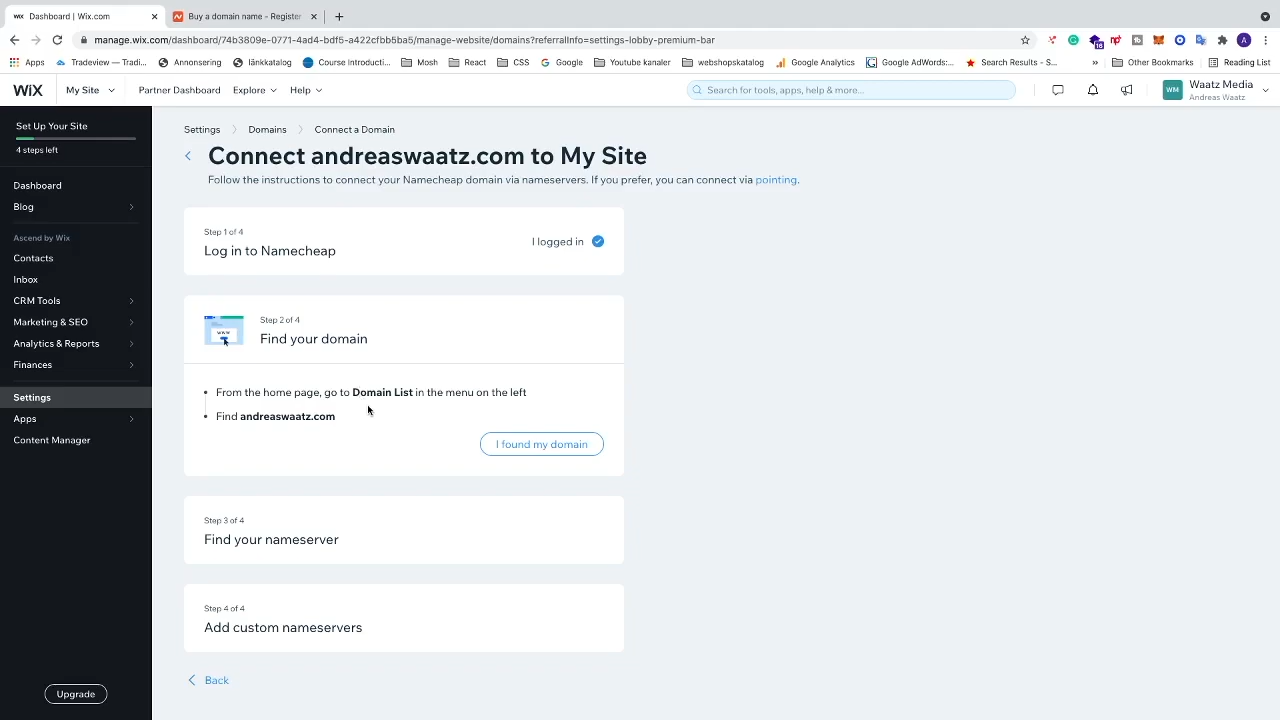 Dashboard | Wix.com
Buy a domain name - Register
manage.wix.com/dashboard/74b3809e-0771-4ad4-bdf5-a422cfbb5ba5/manage-website/domains?referralInfo=settings-lobby-premium-bar
Apps
Tradeview -- Tradi...
Annonsering
länkkatalog
Course Introducti...
Mosh
React
CSS
Google
Youtube kanaler
webshopskatalog
Google Analytics
Google AdWords:...
Search Results - S...
Other Bookmarks
Reading List
WiX
My Site
Partner Dashboard
Explore
Help
Search for tools, apps, help & more...
WM
Waatz Media
Andreas Waatz
Set Up Your Site
4 steps left
Dashboard
Blog
Ascend by Wix
Contacts
Inbox
CRM Tools
Marketing & SEO
Analytics & Reports
Finances
Settings
Apps
Content Manager
Upgrade
Settings
Domains
Connect a Domain
Connect andreaswaatz.com to My Site
Follow the instructions to connect your Namecheap domain via nameservers. If you prefer, you can connect via pointing.
Step 1 of 4
Log in to Namecheap
I logged in
www
Step 2 of 4
Find your domain
From the home page, go to Domain List in the menu on the left
Find andreaswaatz.com
I found my domain
Step 3 of 4
Find your nameserver
Step 4 of 4
Add custom nameservers
Back